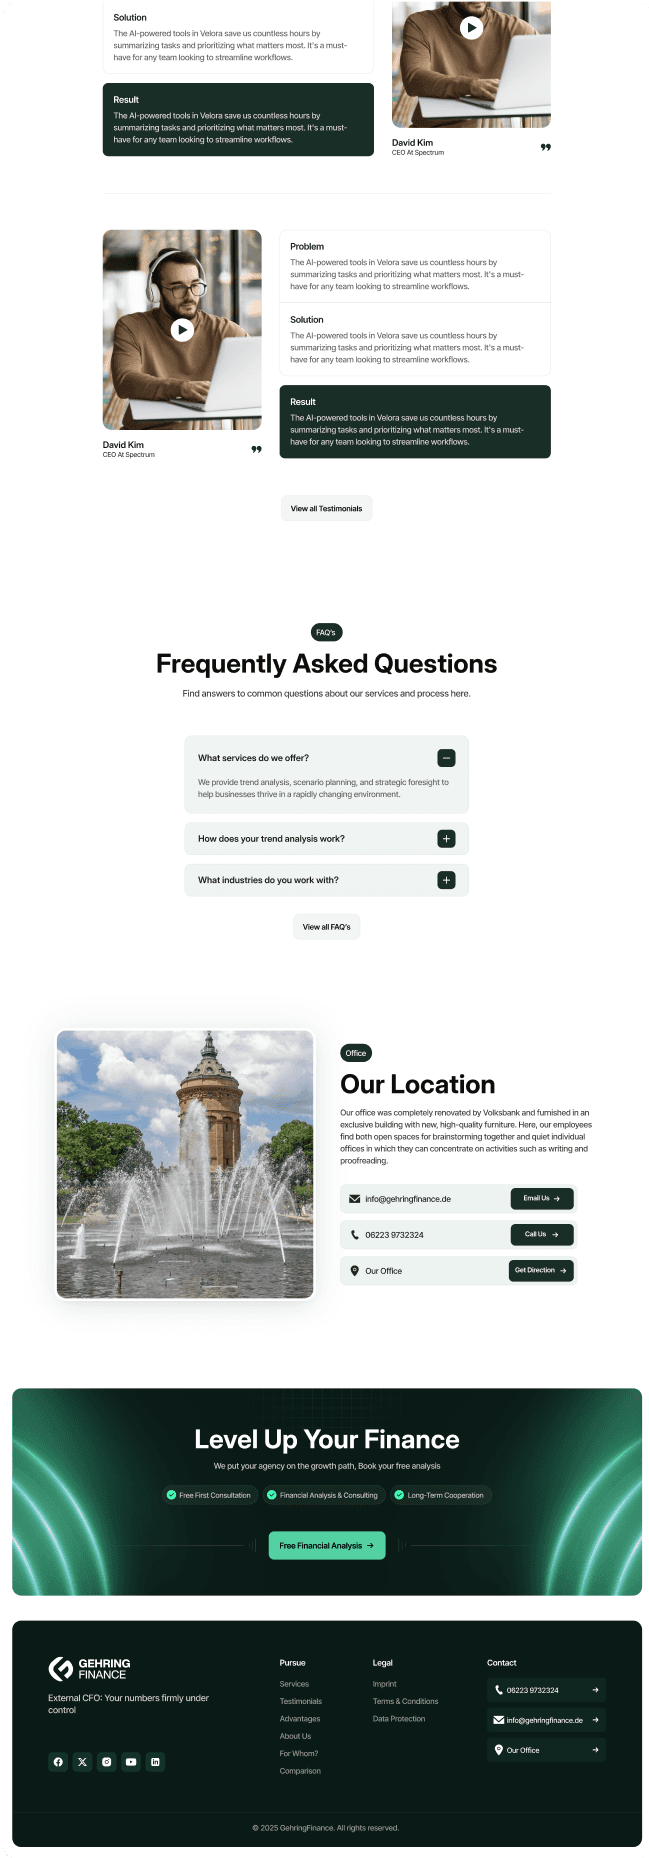 Solution
The AI-powered tools in Velora save us countless hours by
summarizing tasks and prioritizing what matters most. It's a must-
have for any team looking to streamline workflows.
Result
The AI-powered tools in Velora save us countless hours by
summarizing tasks and prioritizing what matters most. It's a must-
have for any team looking to streamline workflows.
David Kim
CEO At Spectrum
David Kim
CEO At Spectrum
Problem
The AI-powered tools in Velora save us countless hours by
summarizing tasks and prioritizing what matters most. It's a must-
have for any team looking to streamline workflows.
Solution
The AI-powered tools in Velora save us countless hours by
summarizing tasks and prioritizing what matters most. It's a must-
have for any team looking to streamline workflows.
Result
The AI-powered tools in Velora save us countless hours by
summarizing tasks and prioritizing what matters most. It's a must-
have for any team looking to streamline workflows.
View all Testimonials
FAQ's
Frequently Asked Questions
Find answers to common questions about our services and process here.
What services do we offer?
We provide trend analysis, scenario planning, and strategic foresight to
help businesses thrive in a rapidly changing environment.
How does your trend analysis work?
What industries do you work with?
View all FAQ's
Office
Our Location
Our office was completely renovated by Volksbank and furnished in an
exclusive building with new, high-quality furniture. Here, our employees
find both open spaces for brainstorming together and quiet individual
offices in which they can concentrate on activities such as writing and
proofreading.
info@gehringfinance.de
Email Us →
06223 9732324
Call Us →
Our Office
Get Direction →
Level Up Your Finance
We put your agency on the growth path, Book your free analysis
Free First Consultation
Financial Analysis & Consulting
Long-Term Cooperation
Free Financial Analysis →
GEHRING
FINANCE
External CFO: Your numbers firmly under
control
Pursue
Services
Testimonials
Advantages
About Us
For Whom?
Comparison
Legal
Imprint
Terms & Conditions
Data Protection
Contact
06223 9732324 →
info@gehringfinance.de →
Our Office →
© 2025 GehringFinance. All rights reserved.